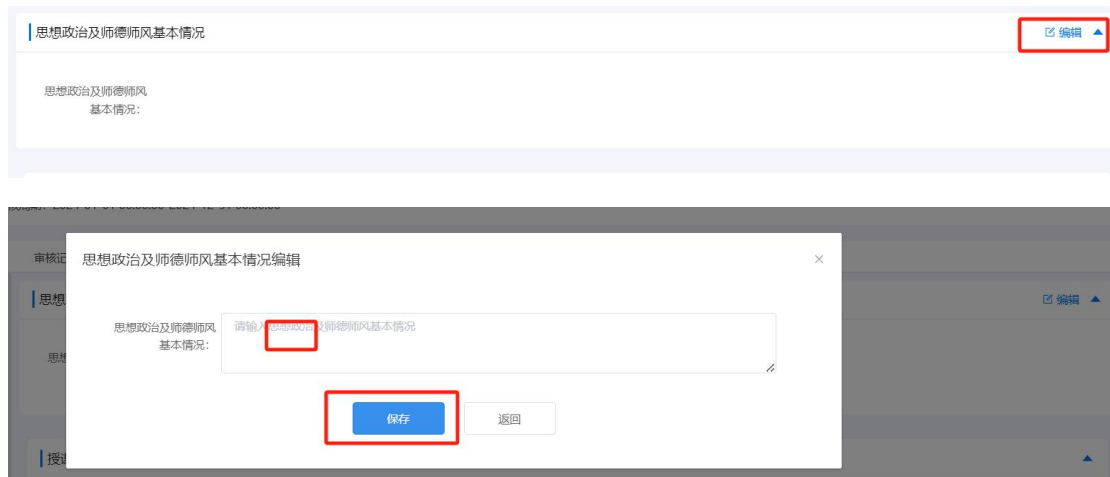 思想政治及师德师风基本情况
编辑
思想政治及师德师风
基本情况：
审核记
思想政治及师德师风基本情况编辑
思想
编辑
思想政治及师德师风
基本情况：
请输入思想政治及师德师风基本情况
思想
保存
返回